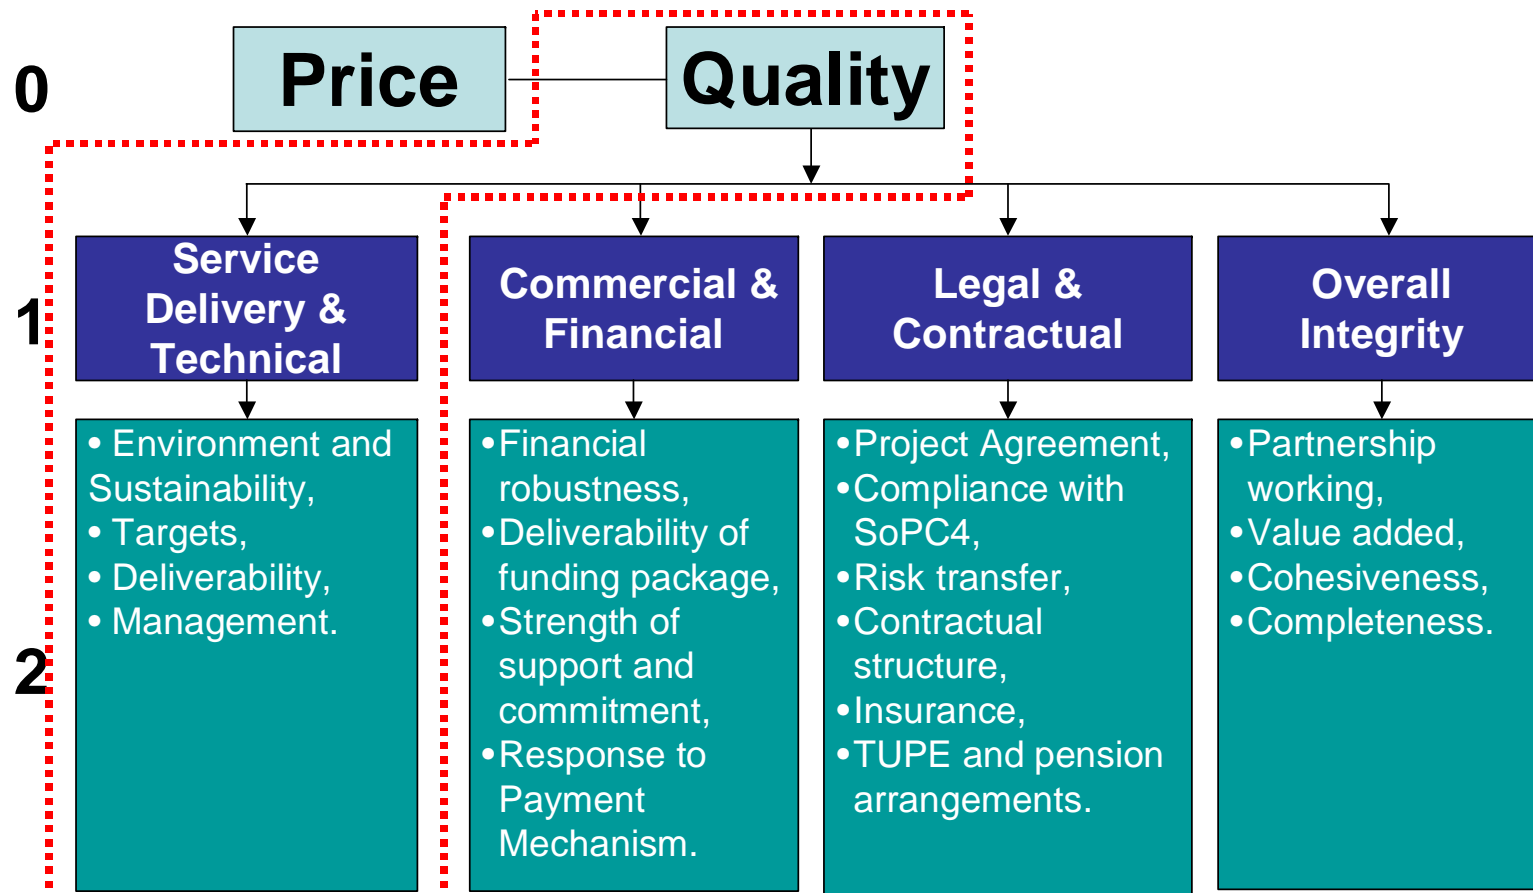 0
Price
Quality
1
Service
Delivery &
Technical
Commercial &
Financial
Legal &
Contractual
Overall
Integrity
2
• Environment and
Sustainability,
• Targets,
• Deliverability,
• Management.
•Financial
robustness,
•Deliverability of
funding package,
•Strength of
support and
commitment,
•Response to
Payment
Mechanism.
•Project Agreement,
•Compliance with
SoPC4,
•Risk transfer,
•Contractual
structure,
•Insurance,
•TUPE and pension
arrangements.
•Partnership
working,
•Value added,
•Cohesiveness,
•Completeness.